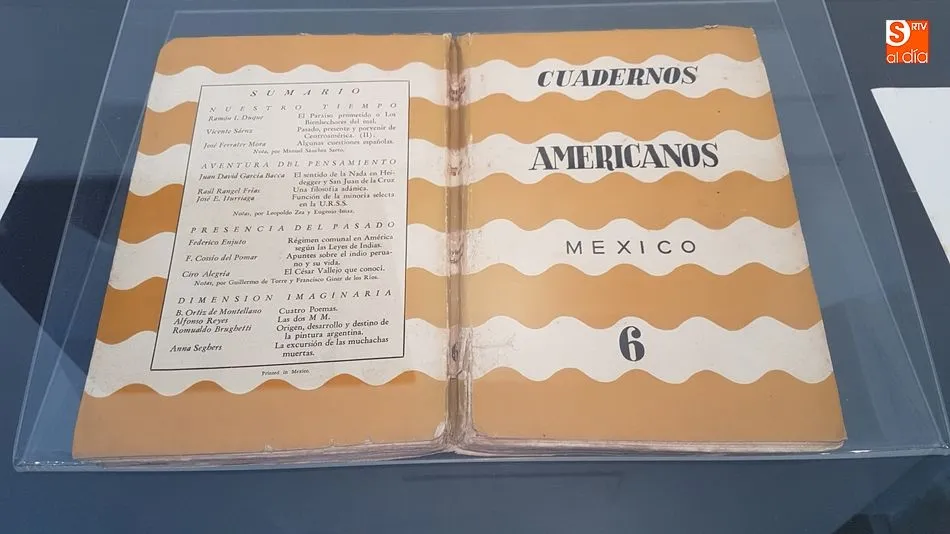 SUMARIO
NUESTRO TIEMPO
Ramón I. Duque El Paraíso prometido o Los
Bienhechores del mal.
Vicente Sáenz Pasado, presente y porvenir de
Centroamérica. (II).
José Ferrater Mora Algunas cuestiones españolas.
Nota, por Manuel Sánchez Sarto.
AVENTURA DEL PENSAMIENTO
Juan David García Bacca El sentido de la Nada en Hei-
degger y San Juan de la Cruz
Raúl Rangel Frías Una filosofía adánica.
José E. Iturriaga Función de la minoría selecta
en la U.R.S.S.
Notas, por Leopoldo Zea y Eugenio Imaz.
PRESENCIA DEL PASADO
Federico Enjuto Régimen comunal en América
según las Leyes de Indias.
F. Cossío del Pomar Apuntes sobre el indio perua-
no y su vida.
Ciro Alegría El César Vallejo que conocí.
Notas, por Guillermo de Torre y Francisco Giner de los Ríos.
DIMENSION IMAGINARIA
B. Ortiz de Montellano Cuatro Poemas.
Alfonso Reyes Las dos M M.
Romualdo Brughetti Origen, desarrollo y destino de
la pintura argentina.
Anna Seghers La excursión de las muchachas
muertas.
Printed in Mexico
CUADERNOS
AMERICANOS
MEXICO
6
S RTV
al día